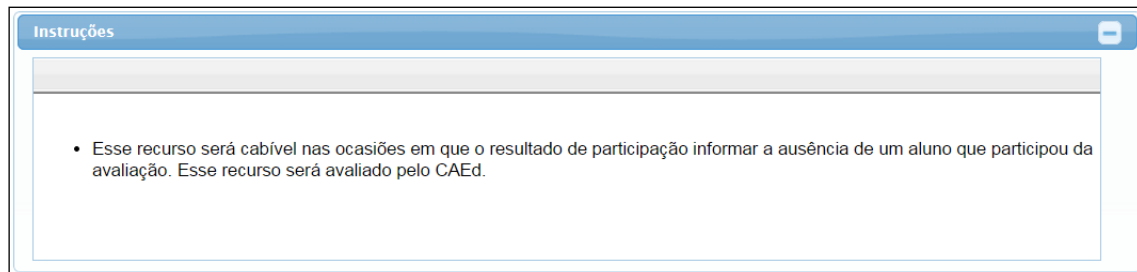 Instruções
• Esse recurso será cabível nas ocasiões em que o resultado de participação informar a ausência de um aluno que participou da
avaliação. Esse recurso será avaliado pelo CAEd.